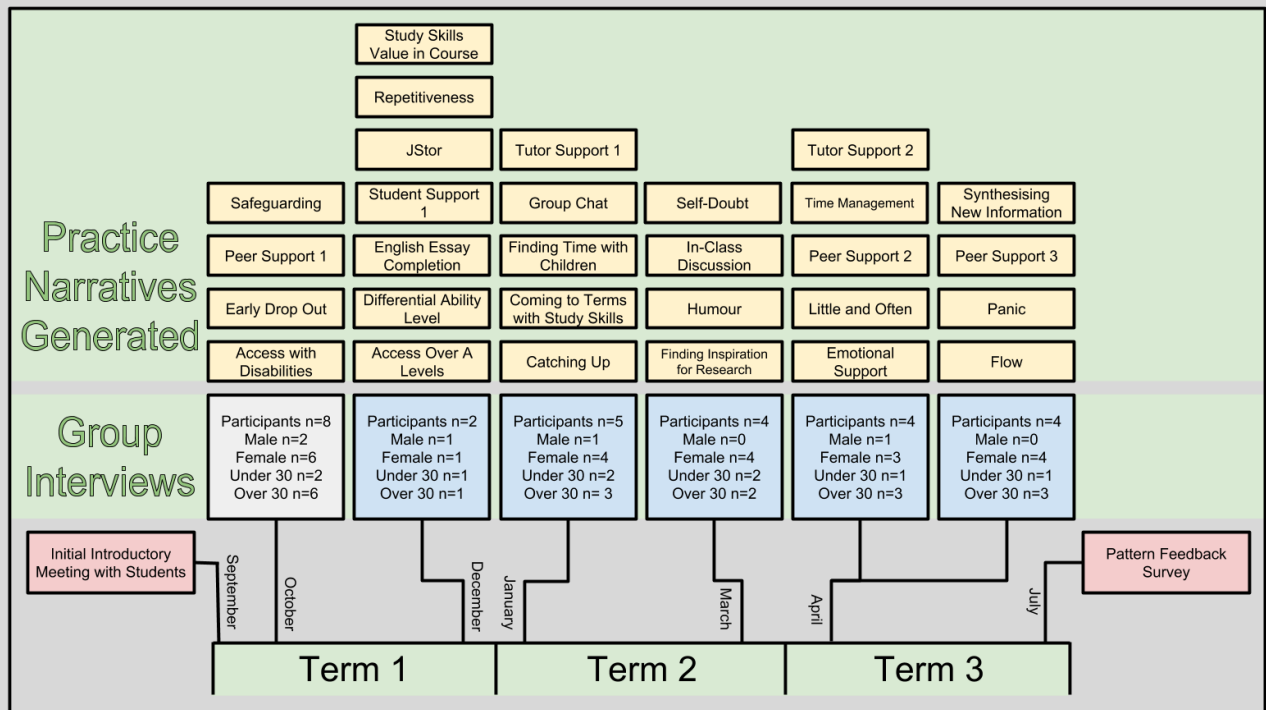 Study Skills
Value in Course
Repetitiveness
JStor
Tutor Support 1
Tutor Support 2
Safeguarding
Student Support
1
Group Chat
Self-Doubt
Time Management
Synthesising
New Information
Practice
Narratives
Generated
Peer Support 1
English Essay
Completion
Finding Time with
Children
In-Class
Discussion
Peer Support 2
Peer Support 3
Early Drop Out
Differential Ability
Level
Coming to Terms
with Study Skills
Humour
Little and Often
Panic
Access with
Disabilities
Access Over A
Levels
Catching Up
Finding Inspiration
for Research
Emotional
Support
Flow
Group
Interviews
Participants n=8
Male n=2
Female n=6
Under 30 n=2
Over 30 n=6
Participants n=2
Male n=1
Female n=1
Under 30 n=1
Over 30 n=1
Participants n=5
Male n=1
Female n=4
Under 30 n=2
Over 30 n= 3
Participants n=4
Male n=0
Female n=4
Under 30 n=2
Over 30 n=2
Participants n=4
Male n=1
Female n=3
Under 30 n=1
Over 30 n=3
Participants n=4
Male n=0
Female n=4
Under 30 n=1
Over 30 n=3
Initial Introductory
Meeting with Students
September
October
December
January
March
April
July
Pattern Feedback
Survey
Term 1
Term 2
Term 3